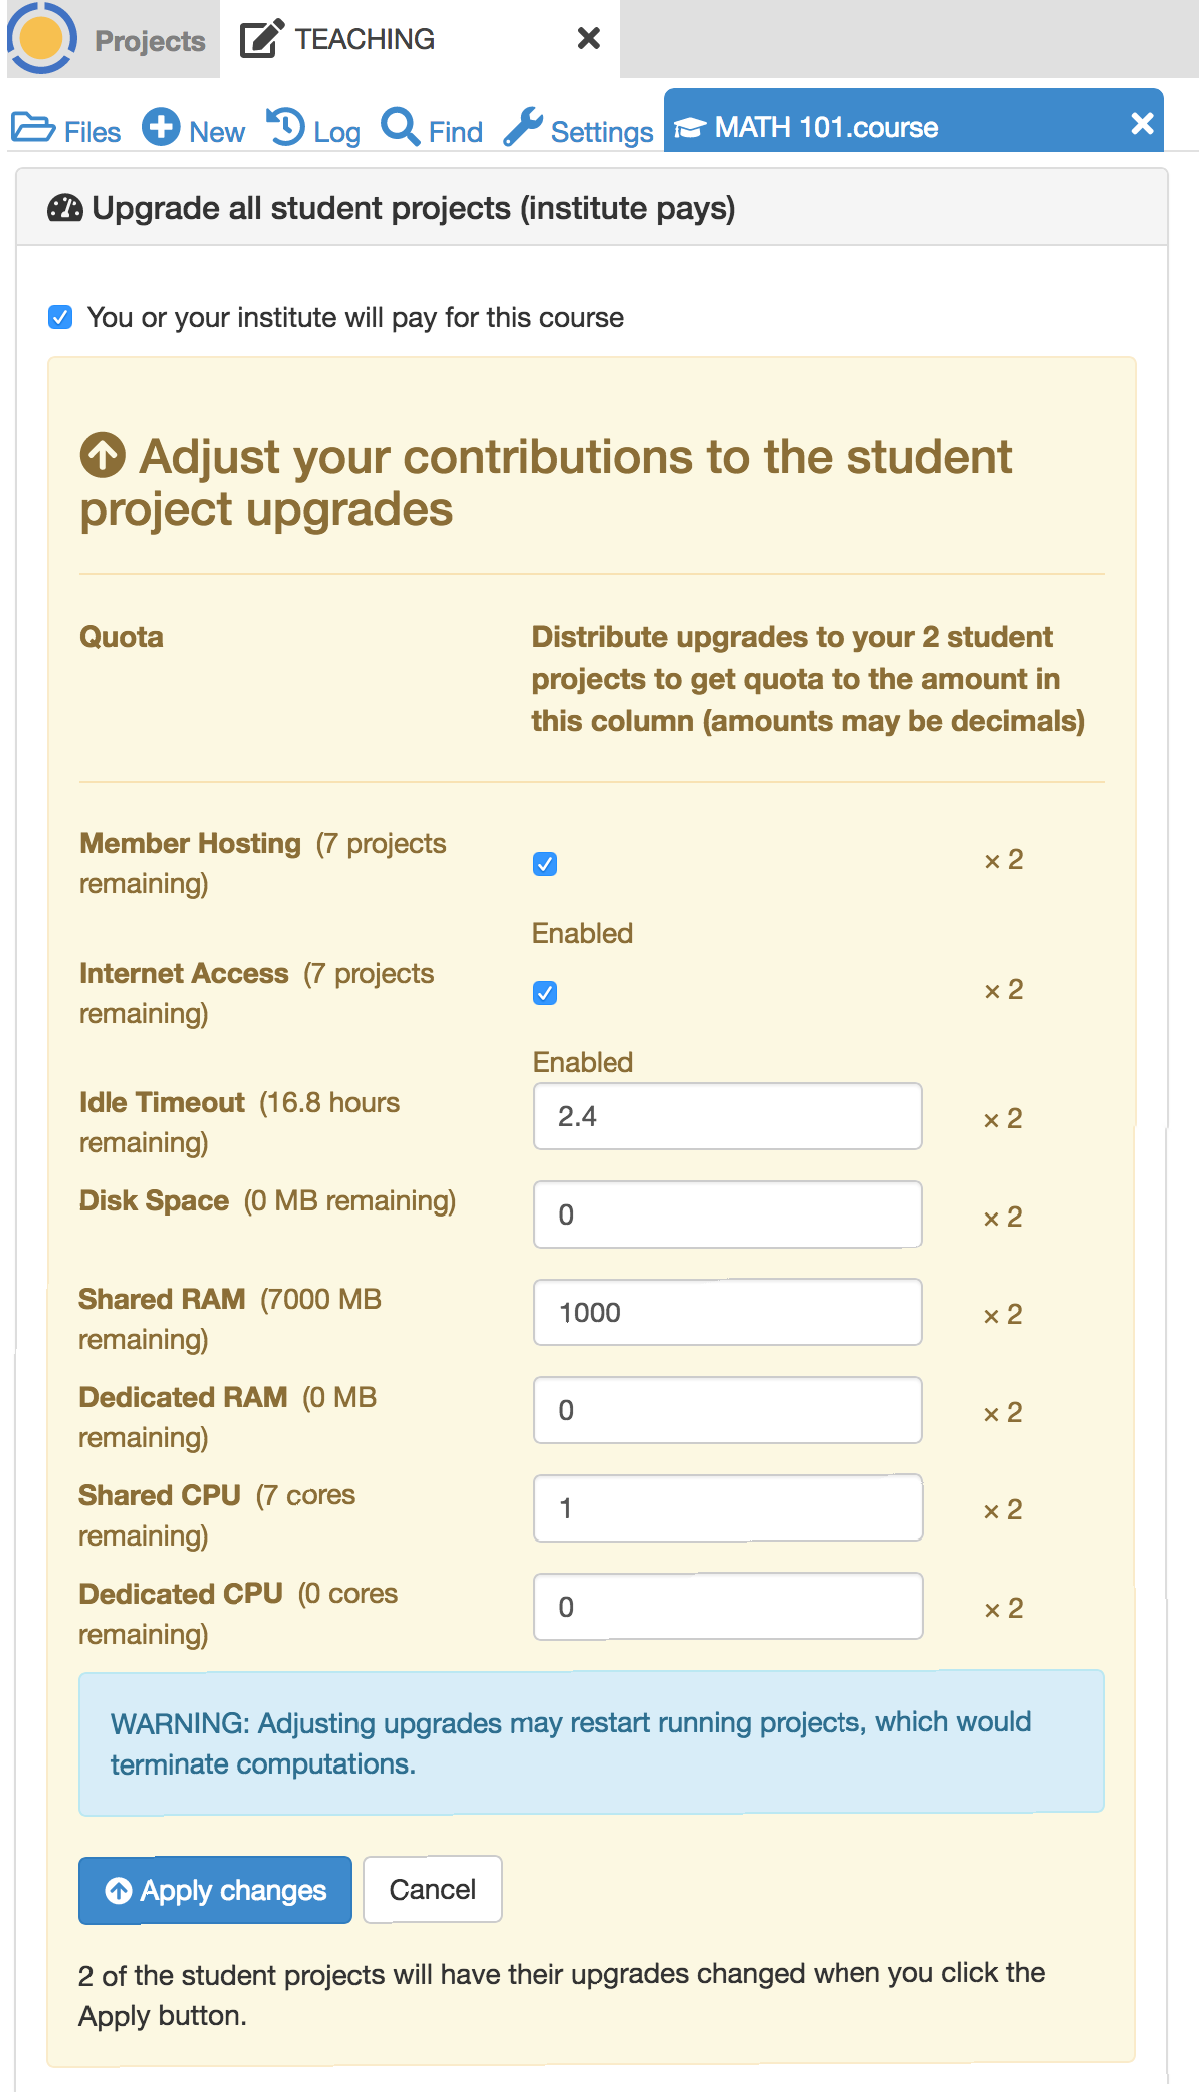 Projects TEACHING
Files New Log Find Settings MATH 101.course
Upgrade all student projects (institute pays)
You or your institute will pay for this course
Adjust your contributions to the student
project upgrades
Quota
Distribute upgrades to your 2 student
projects to get quota to the amount in
this column (amounts may be decimals)
Member Hosting (7 projects
remaining)
× 2
Enabled
Internet Access (7 projects
remaining)
× 2
Enabled
Idle Timeout (16.8 hours
remaining)
2.4 × 2
Disk Space (0 MB remaining)
0 × 2
Shared RAM (7000 MB
remaining)
1000 × 2
Dedicated RAM (0 MB
remaining)
0 × 2
Shared CPU (7 cores
remaining)
1 × 2
Dedicated CPU (0 cores
remaining)
0 × 2
WARNING: Adjusting upgrades may restart running projects, which would
terminate computations.
Apply changes Cancel
2 of the student projects will have their upgrades changed when you click the
Apply button.